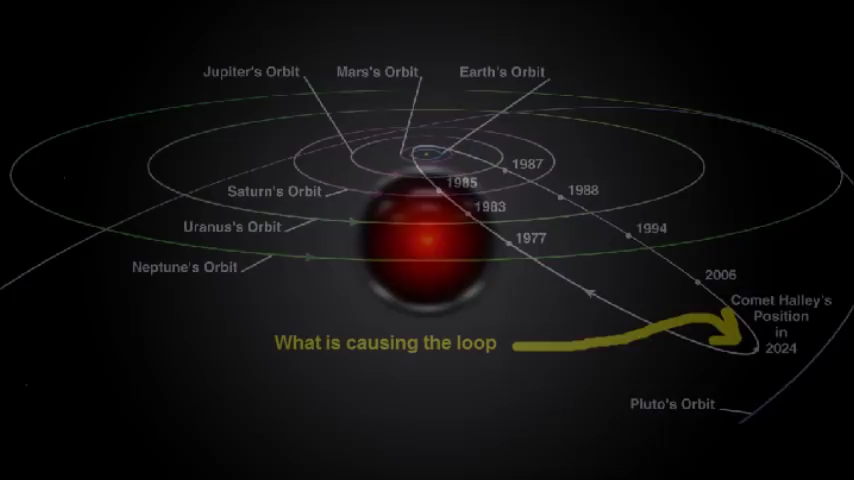 Jupiter's Orbit
Mars's Orbit
Earth's Orbit
1987
1985
Saturn's Orbit
1988
1983
Uranus's Orbit
1994
1977
Neptune's Orbit
2005
Comet Halley's
Position
in
2024
What is causing the loop
Pluto's Orbit